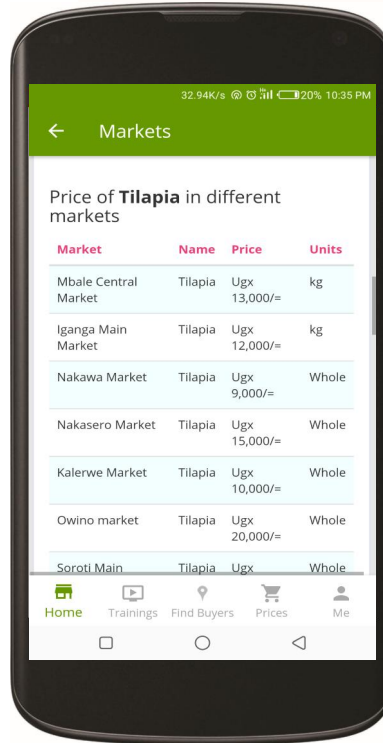 32.94K/s 20% 10:35 PM
Markets
Price of Tilapia in different
markets
Market Name Price Units
Mbale Central Tilapia Ugx kg
Market 13,000/=
Iganga Main Tilapia Ugx kg
Market 12,000/=
Nakawa Market Tilapia Ugx Whole
9,000/=
Nakasero Market Tilapia Ugx Whole
15,000/=
Kalerwe Market Tilapia Ugx Whole
10,000/=
Owino market Tilapia Ugx Whole
20,000/=
Soroti Main Tilapia Ugx Whole
Home Trainings Find Buyers Prices Me